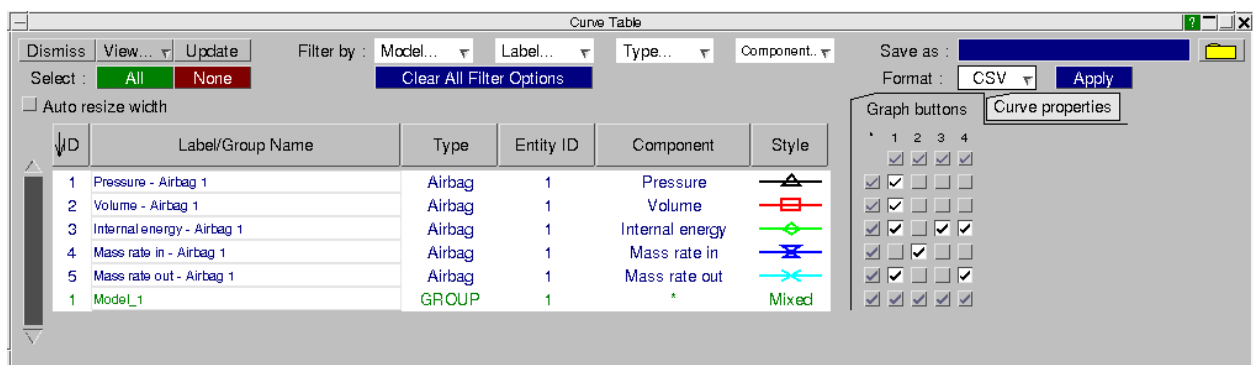 Curve Table ?
Dismiss View... Update Filter by : Model... Label... Type... Component.. Save as :
Select : All None Clear All Filter Options Format : CSV Apply
Auto resize width Graph buttons Curve properties
ID Label/Group Name Type Entity ID Component Style * 1 2 3 4
1 Pressure - Airbag 1 Airbag 1 Pressure
2 Volume - Airbag 1 Airbag 1 Volume
3 Internal energy - Airbag 1 Airbag 1 Internal energy
4 Mass rate in - Airbag 1 Airbag 1 Mass rate in
5 Mass rate out - Airbag 1 Airbag 1 Mass rate out
1 Model_1 GROUP 1 * Mixed